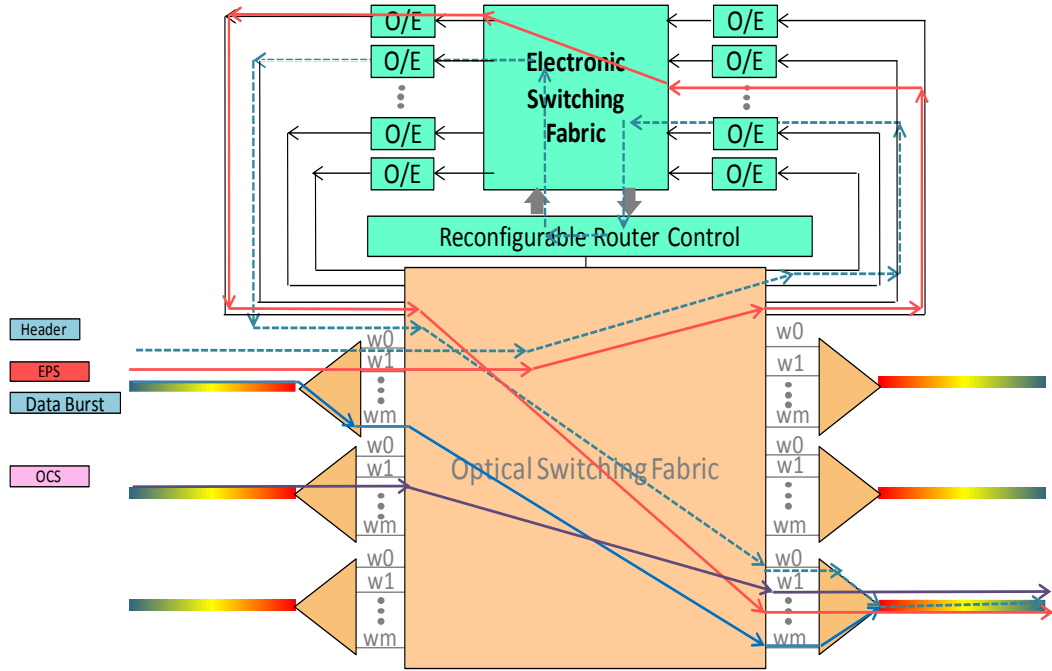 O/E
O/E
O/E
O/E
Electronic
Switching
Fabric
O/E
O/E
O/E
O/E
Reconfigurable Router Control
Header
EPS
Data Burst
OCS
w0
w1
wm
w0
w1
wm
w0
w1
wm
Optical Switching Fabric
w0
w1
wm
w0
w1
wm
w0
w1
wm